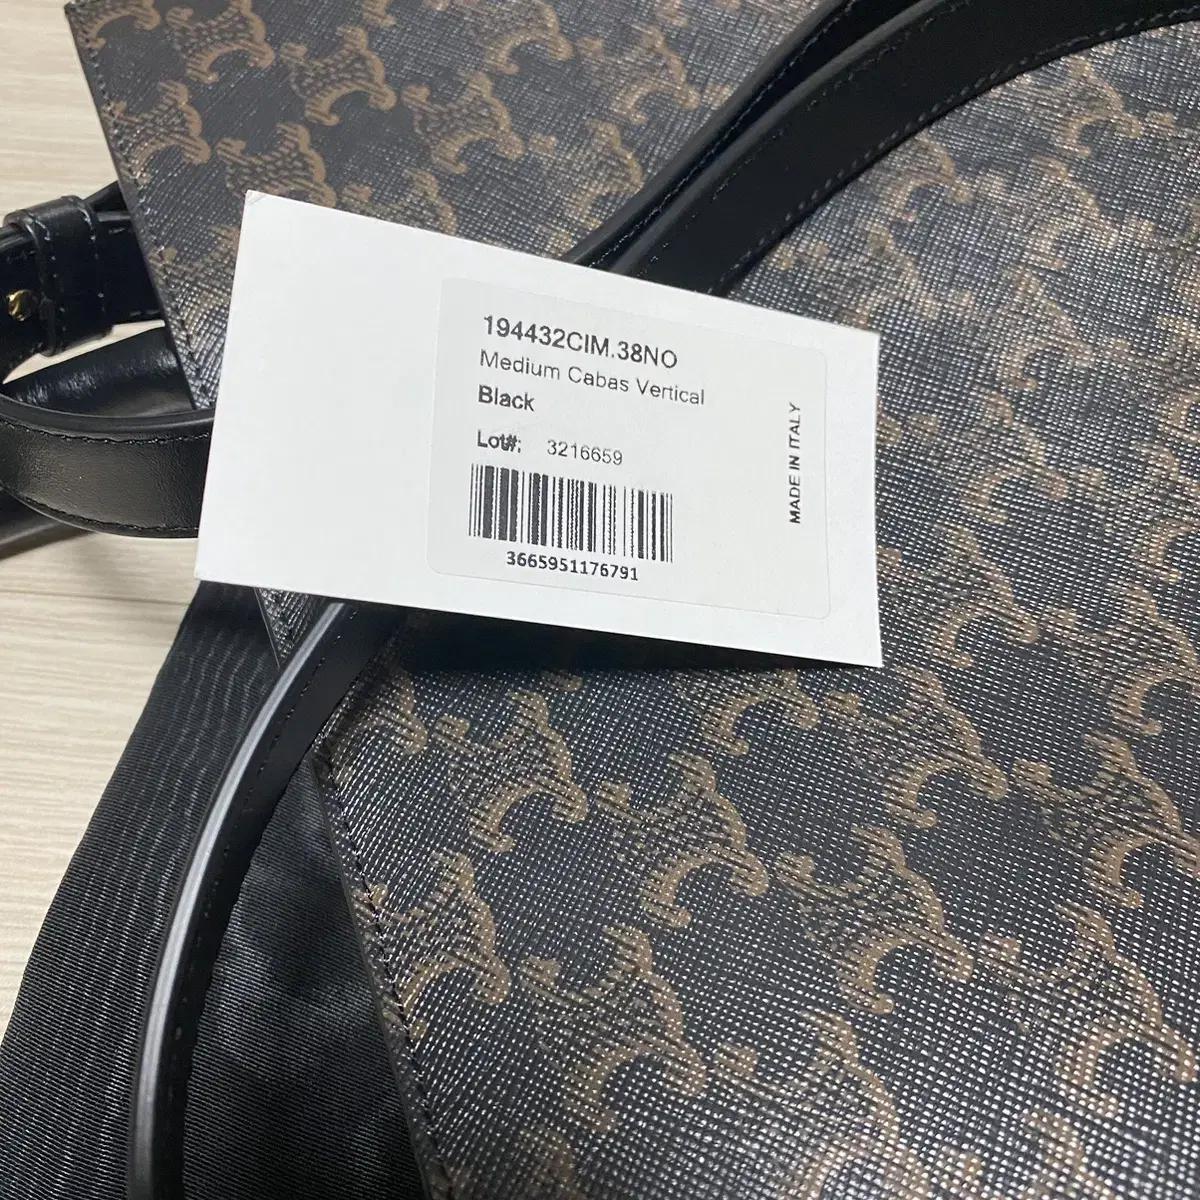 194432CIM.38NO
Medium Cabas Vertical
Black
Lot#: 3216659
3665951176791
MADE IN ITALY